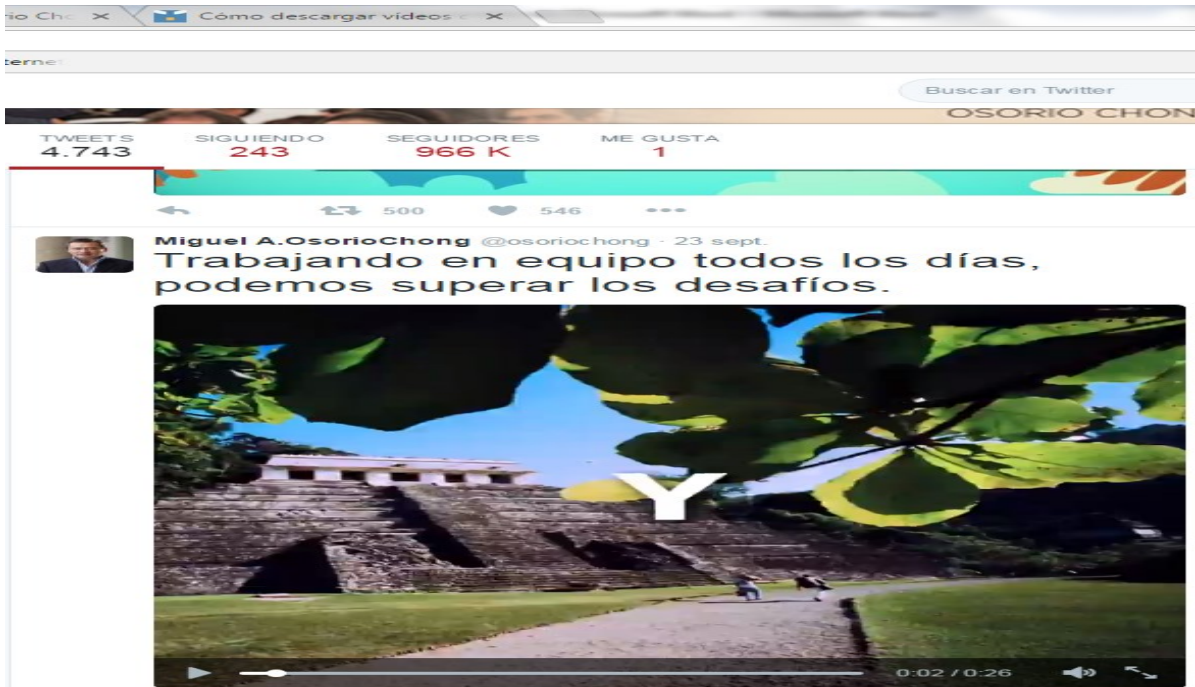 rio Cho
Cómo descargar vídeos
Buscar en Twitter
OSORIO CHON
TWEETS SIGUIENDO SEGUIDORES ME GUSTA
4.743 243 966 K 1
500 546
Miguel A.OsorioChong @osoriochong · 23 sept.
Trabajando en equipo todos los días,
podemos superar los desafíos.
Y
0:02 / 0:26